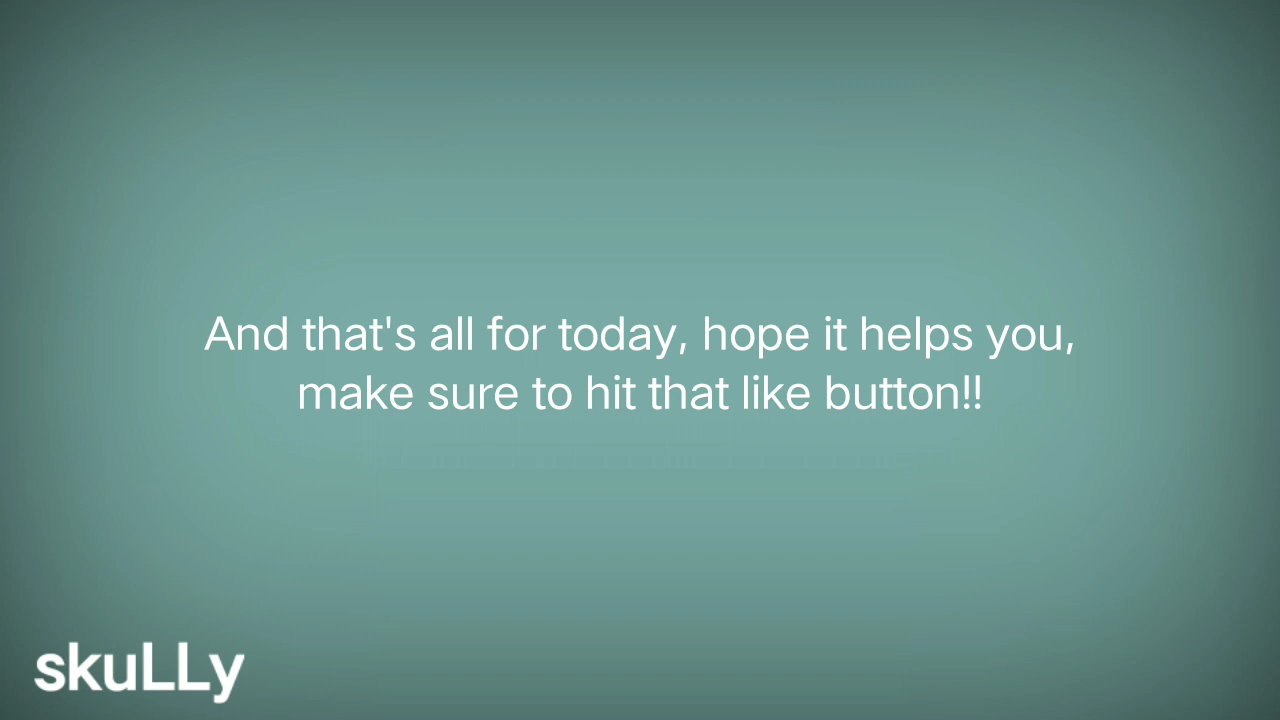 And that's all for today, hope it helps you,
make sure to hit that like button!!
skuLLy